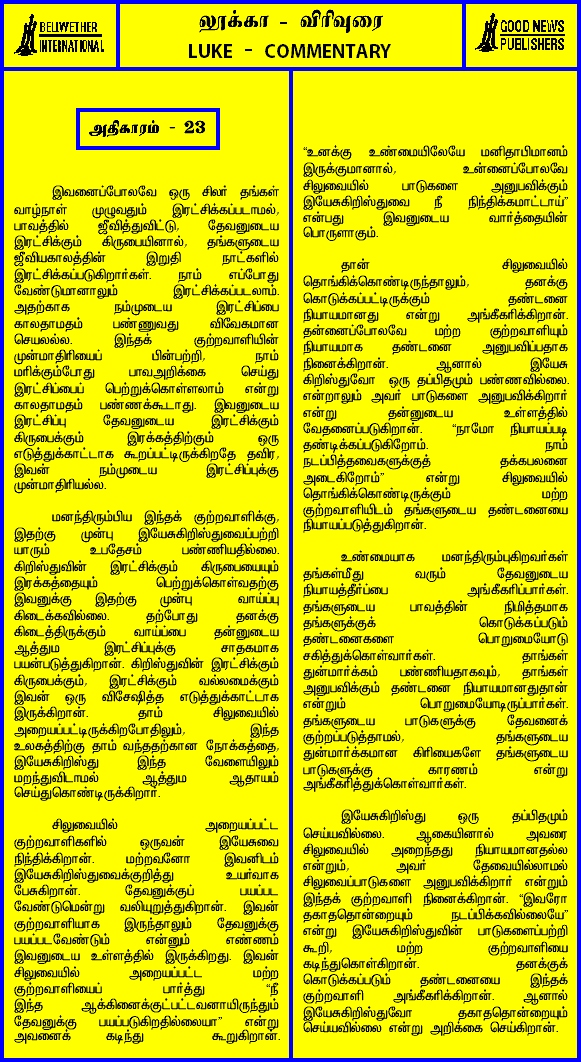 BELLWETHER
INTERNATIONAL
லூக்கா - விரிவுரை
LUKE - COMMENTARY
GOOD NEWS
PUBLISHERS
அதிகாரம் - 23
இவனைப்போலவே ஒரு சிலர் தங்கள்
வாழ்நாள் முழுவதும் இரட்சிக்கப்படாமல்,
பாவத்தில் ஜீவித்துவிட்டு, தேவனுடைய
இரட்சிக்கும் கிருபையினால், தங்களுடைய
ஜீவியகாலத்தின் இறுதி நாட்களில்
இரட்சிக்கப்படுகிறார்கள். நாம் எப்போது
வேண்டுமானாலும் இரட்சிக்கப்படலாம்.
அதற்காக நம்முடைய இரட்சிப்பை
காலதாமதம் பண்ணுவது விவேகமான
செயலல்ல. இந்தக் குற்றவாளியின்
முன்மாதிரியைப் பின்பற்றி, நாம்
மரிக்கும்போது பாவஅறிக்கை செய்து
இரட்சிப்பைப் பெற்றுக்கொள்ளலாம் என்று
காலதாமதம் பண்ணக்கூடாது. இவனுடைய
இரட்சிப்பு தேவனுடைய இரட்சிக்கும்
கிருபைக்கும் இரக்கத்திற்கும் ஒரு
எடுத்துக்காட்டாக கூறப்பட்டிருக்கிறதே தவிர,
இவன் நம்முடைய இரட்சிப்புக்கு
முன்மாதிரியல்ல.
மனந்திரும்பிய இந்தக் குற்றவாளிக்கு,
இதற்கு முன்பு இயேசுகிறிஸ்துவைப்பற்றி
யாரும் உபதேசம் பண்ணியதில்லை.
கிறிஸ்துவின் இரட்சிக்கும் கிருபையையும்
இரக்கத்தையும் பெற்றுக்கொள்வதற்கு
இவனுக்கு இதற்கு முன்பு வாய்ப்பு
கிடைக்கவில்லை. தற்போது தனக்கு
கிடைத்திருக்கும் வாய்ப்பை தன்னுடைய
ஆத்தும இரட்சிப்புக்கு சாதகமாக
பயன்படுத்துகிறான். கிறிஸ்துவின் இரட்சிக்கும்
கிருபைக்கும், இரட்சிக்கும் வல்லமைக்கும்
இவன் ஒரு விசேஷித்த எடுத்துக்காட்டாக
இருக்கிறான். தாம் சிலுவையில்
அறையப்பட்டிருக்கிறபோதிலும், இந்த
உலகத்திற்கு தாம் வந்ததற்கான நோக்கத்தை,
இயேசுகிறிஸ்து இந்த வேளையிலும்
மறந்துவிடாமல் ஆத்தும ஆதாயம்
செய்துகொண்டிருக்கிறார்.
சிலுவையில் அறையப்பட்ட
குற்றவாளிகளில் ஒருவன் இயேசுவை
நிந்திக்கிறான். மற்றவனோ இவனிடம்
இயேசுகிறிஸ்துவைக்குறித்து உயர்வாக
பேசுகிறான். தேவனுக்குப் பயப்பட
வேண்டுமென்று வலியுறுத்துகிறான். இவன்
குற்றவாளியாக இருந்தாலும் தேவனுக்கு
பயப்படவேண்டும் என்னும் எண்ணம்
இவனுடைய உள்ளத்தில் இருக்கிறது. இவன்
சிலுவையில் அறையப்பட்ட மற்ற
குற்றவாளியைப் பார்த்து “நீ
இந்த ஆக்கினைக்குட்பட்டவனாயிருந்தும்
தேவனுக்கு பயப்படுகிறதில்லையா” என்று
அவனைக் கடிந்து கூறுகிறான்.
“உனக்கு உண்மையிலேயே மனிதாபிமானம்
இருக்குமானால், உன்னைப்போலவே
சிலுவையில் பாடுகளை அனுபவிக்கும்
இயேசுகிறிஸ்துவை நீ நிந்திக்கமாட்டாய்”
என்பது இவனுடைய வார்த்தையின்
பொருளாகும்.
தான் சிலுவையில்
தொங்கிக்கொண்டிருந்தாலும், தனக்கு
கொடுக்கப்பட்டிருக்கும் தண்டனை
நியாயமானது என்று அங்கீகரிக்கிறான்.
தன்னைப்போலவே மற்ற குற்றவாளியும்
நியாயமாக தண்டனை அனுபவிப்பதாக
நினைக்கிறான். ஆனால் இயேசு
கிறிஸ்துவோ ஒரு தப்பிதமும் பண்ணவில்லை.
என்றாலும் அவர் பாடுகளை அனுபவிக்கிறார்
என்று தன்னுடைய உள்ளத்தில்
வேதனைப்படுகிறான். “நாமோ நியாயப்படி
தண்டிக்கப்படுகிறோம். நாம்
நடப்பித்தவைகளுக்குத் தக்கபலனை
அடைகிறோம்” என்று சிலுவையில்
தொங்கிக்கொண்டிருக்கும் மற்ற
குற்றவாளியிடம் தங்களுடைய தண்டனையை
நியாயப்படுத்துகிறான்.
உண்மையாக மனந்திரும்புகிறவர்கள்
தங்கள்மீது வரும் தேவனுடைய
நியாயத்தீர்ப்பை அங்கீகரிப்பார்கள்.
தங்களுடைய பாவத்தின் நிமித்தமாக
தங்களுக்குக் கொடுக்கப்படும்
தண்டனைகளை பொறுமையோடு
சகித்துக்கொள்வார்கள். தாங்கள்
துன்மார்க்கம் பண்ணியதாகவும், தாங்கள்
அனுபவிக்கும் தண்டனை நியாயமானதுதான்
என்றும் பொறுமையோடிருப்பார்கள்.
தங்களுடைய பாடுகளுக்கு தேவனைக்
குற்றப்படுத்தாமல், தங்களுடைய
துன்மார்க்கமான கிரியைகளே தங்களுடைய
பாடுகளுக்கு காரணம் என்று
அங்கீகரித்துக்கொள்வார்கள்.
இயேசுகிறிஸ்து ஒரு தப்பிதமும்
செய்யவில்லை. ஆகையினால் அவரை
சிலுவையில் அறைந்தது நியாயமானதல்ல
என்றும், அவர் தேவையில்லாமல்
சிலுவைப்பாடுகளை அனுபவிக்கிறார் என்றும்
இந்தக் குற்றவாளி நினைக்கிறான். “இவரோ
தகாததொன்றையும் நடப்பிக்கவில்லையே”
என்று இயேசுகிறிஸ்துவின் பாடுகளைப்பற்றி
கூறி, மற்ற குற்றவாளியை
கடிந்துகொள்கிறான். தனக்குக்
கொடுக்கப்படும் தண்டனையை இந்தக்
குற்றவாளி அங்கீகரிக்கிறான். ஆனால்
இயேசுகிறிஸ்துவோ தகாததொன்றையும்
செய்யவில்லை என்று அறிக்கை செய்கிறான்.